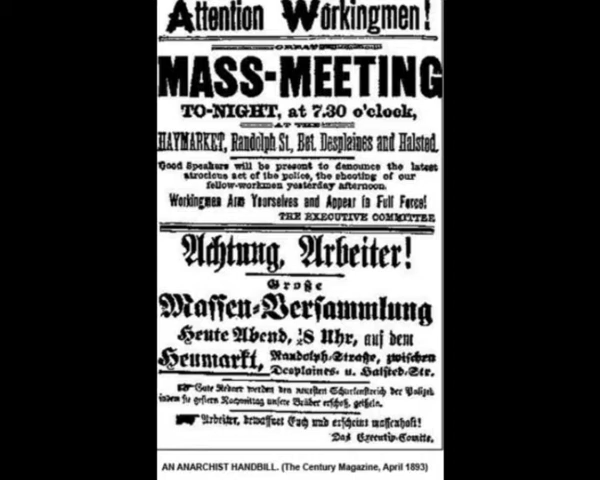 Attention Workingmen!
GREAT
MASS-MEETING
TO-NIGHT, at 7.30 o'clock,
AT THE
HAYMARKET, Randolph St., Bet. Desplaines and Halsted.
Good Speakers will be present to denounce the latest
atrocious act of the police, the shooting of our
fellow-workmen yesterday afternoon.
Workingmen Arm Yourselves and Appear in Full Force!
THE EXECUTIVE COMMITTEE
Achtung, Arbeiter!
Große
Massen-Versammlung
Heute Abend, ½8 Uhr, auf dem
Heumarkt, Randolph-Straße, zwischen
Desplaines- u. Halsted-Str.
Gute Redner werden den neuesten Schurkenstreich der Polizei,
indem sie gestern Nachmittag unsere Brüder erschoß, geißeln.
Arbeiter, bewaffnet Euch und erscheint massenhaft!
Das Executiv-Comite.
AN ANARCHIST HANDBILL. (The Century Magazine, April 1893)